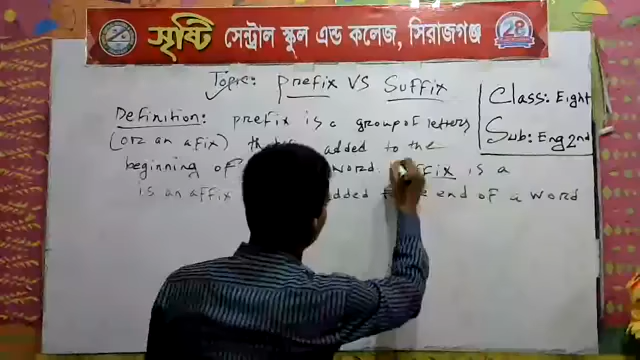 সৃষ্টি সেন্ট্রাল স্কুল এন্ড কলেজ, সিরাজগঞ্জ
28
Topic: Prefix VS Suffix
Class: Eight
Sub: Eng 2nd
Definition: prefix is a group of letters
(or an afix) added to the
beginning of word. is a
is an affix added end of a word